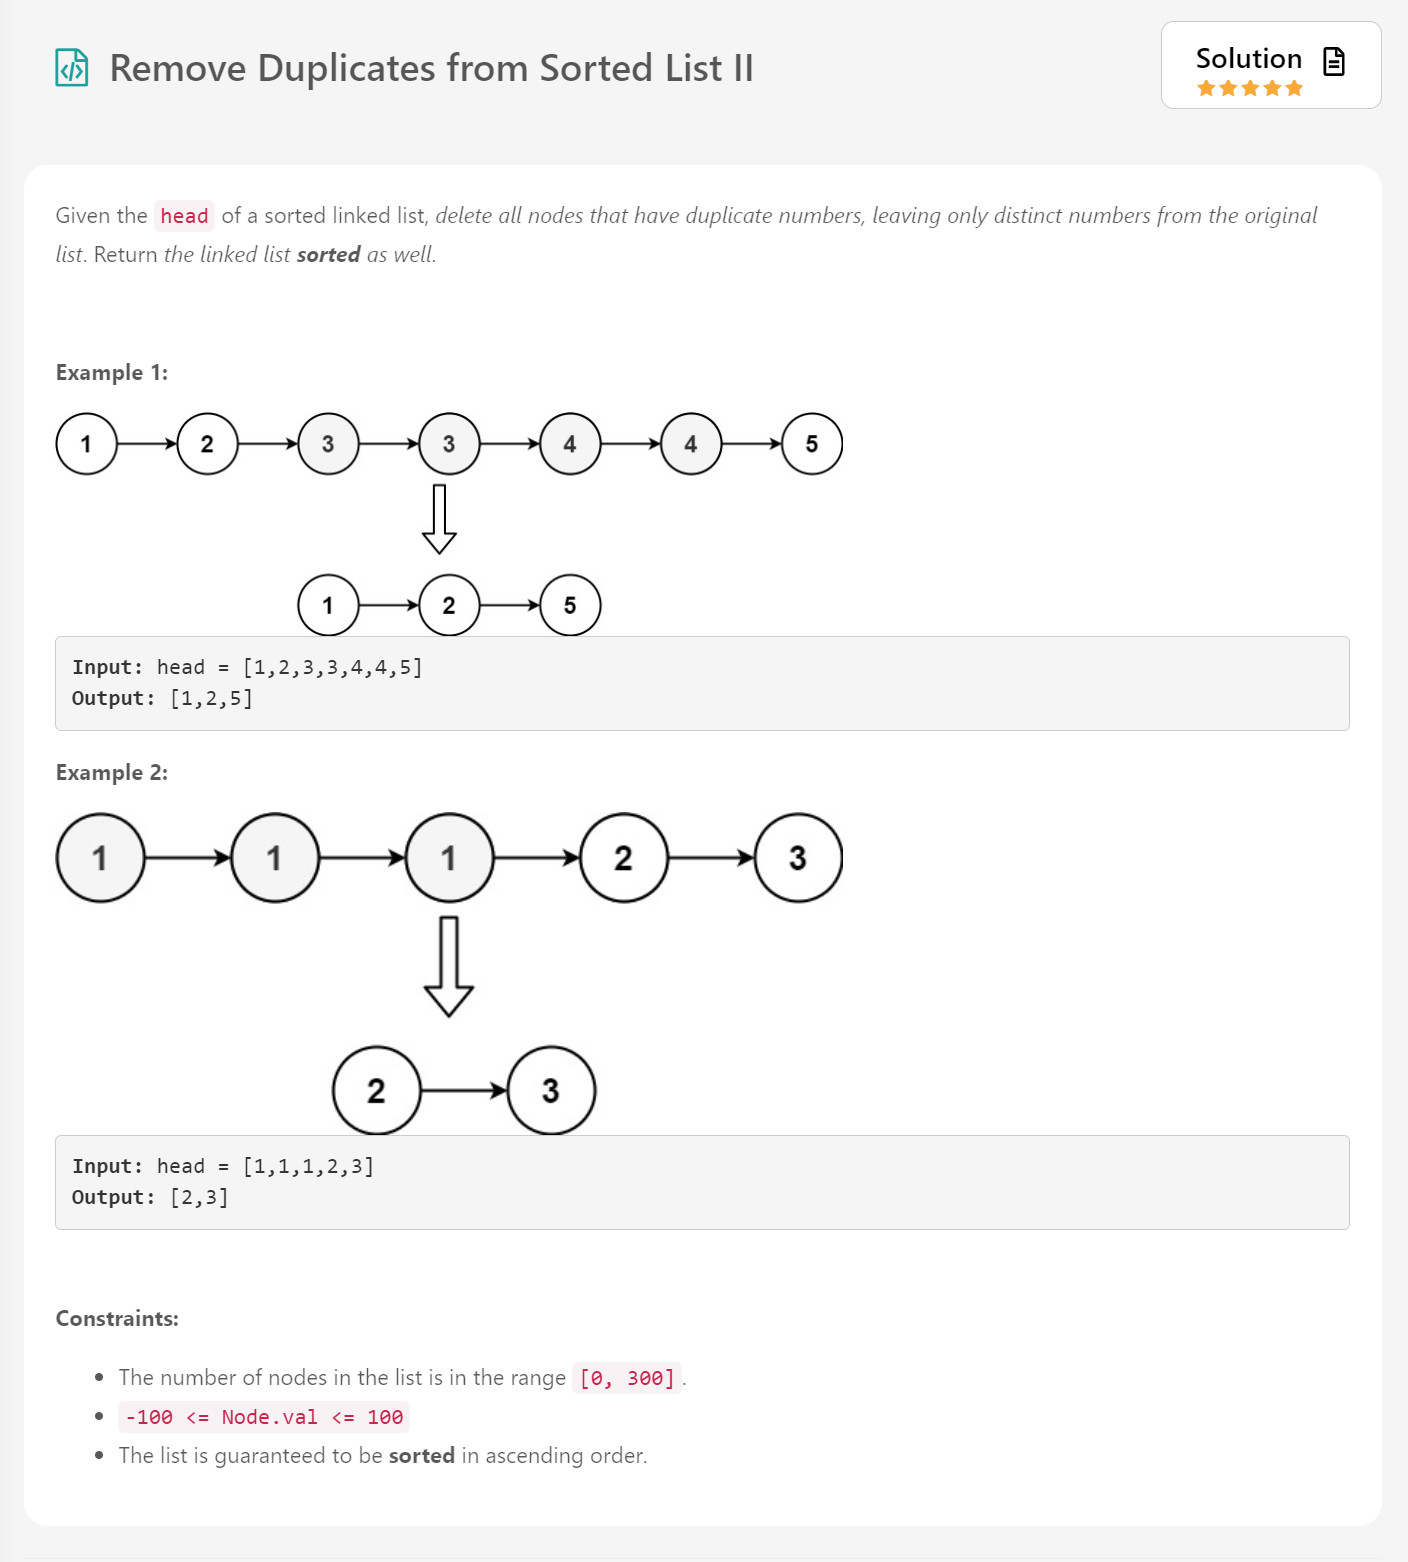 Remove Duplicates from Sorted List II
Solution
Given the head of a sorted linked list, delete all nodes that have duplicate numbers, leaving only distinct numbers from the original
list. Return the linked list sorted as well.
Example 1:
1 2 3 3 4 4 5
1 2 5
Input: head = [1,2,3,3,4,4,5]
Output: [1,2,5]
Example 2:
1 1 1 2 3
2 3
Input: head = [1,1,1,2,3]
Output: [2,3]
Constraints:
The number of nodes in the list is in the range [0, 300].
-100 <= Node.val <= 100
The list is guaranteed to be sorted in ascending order.